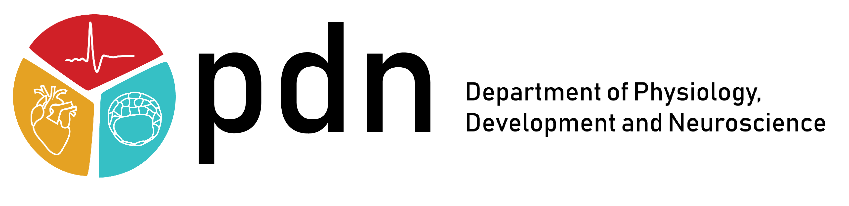 pdn
Department of Physiology,
Development and Neuroscience